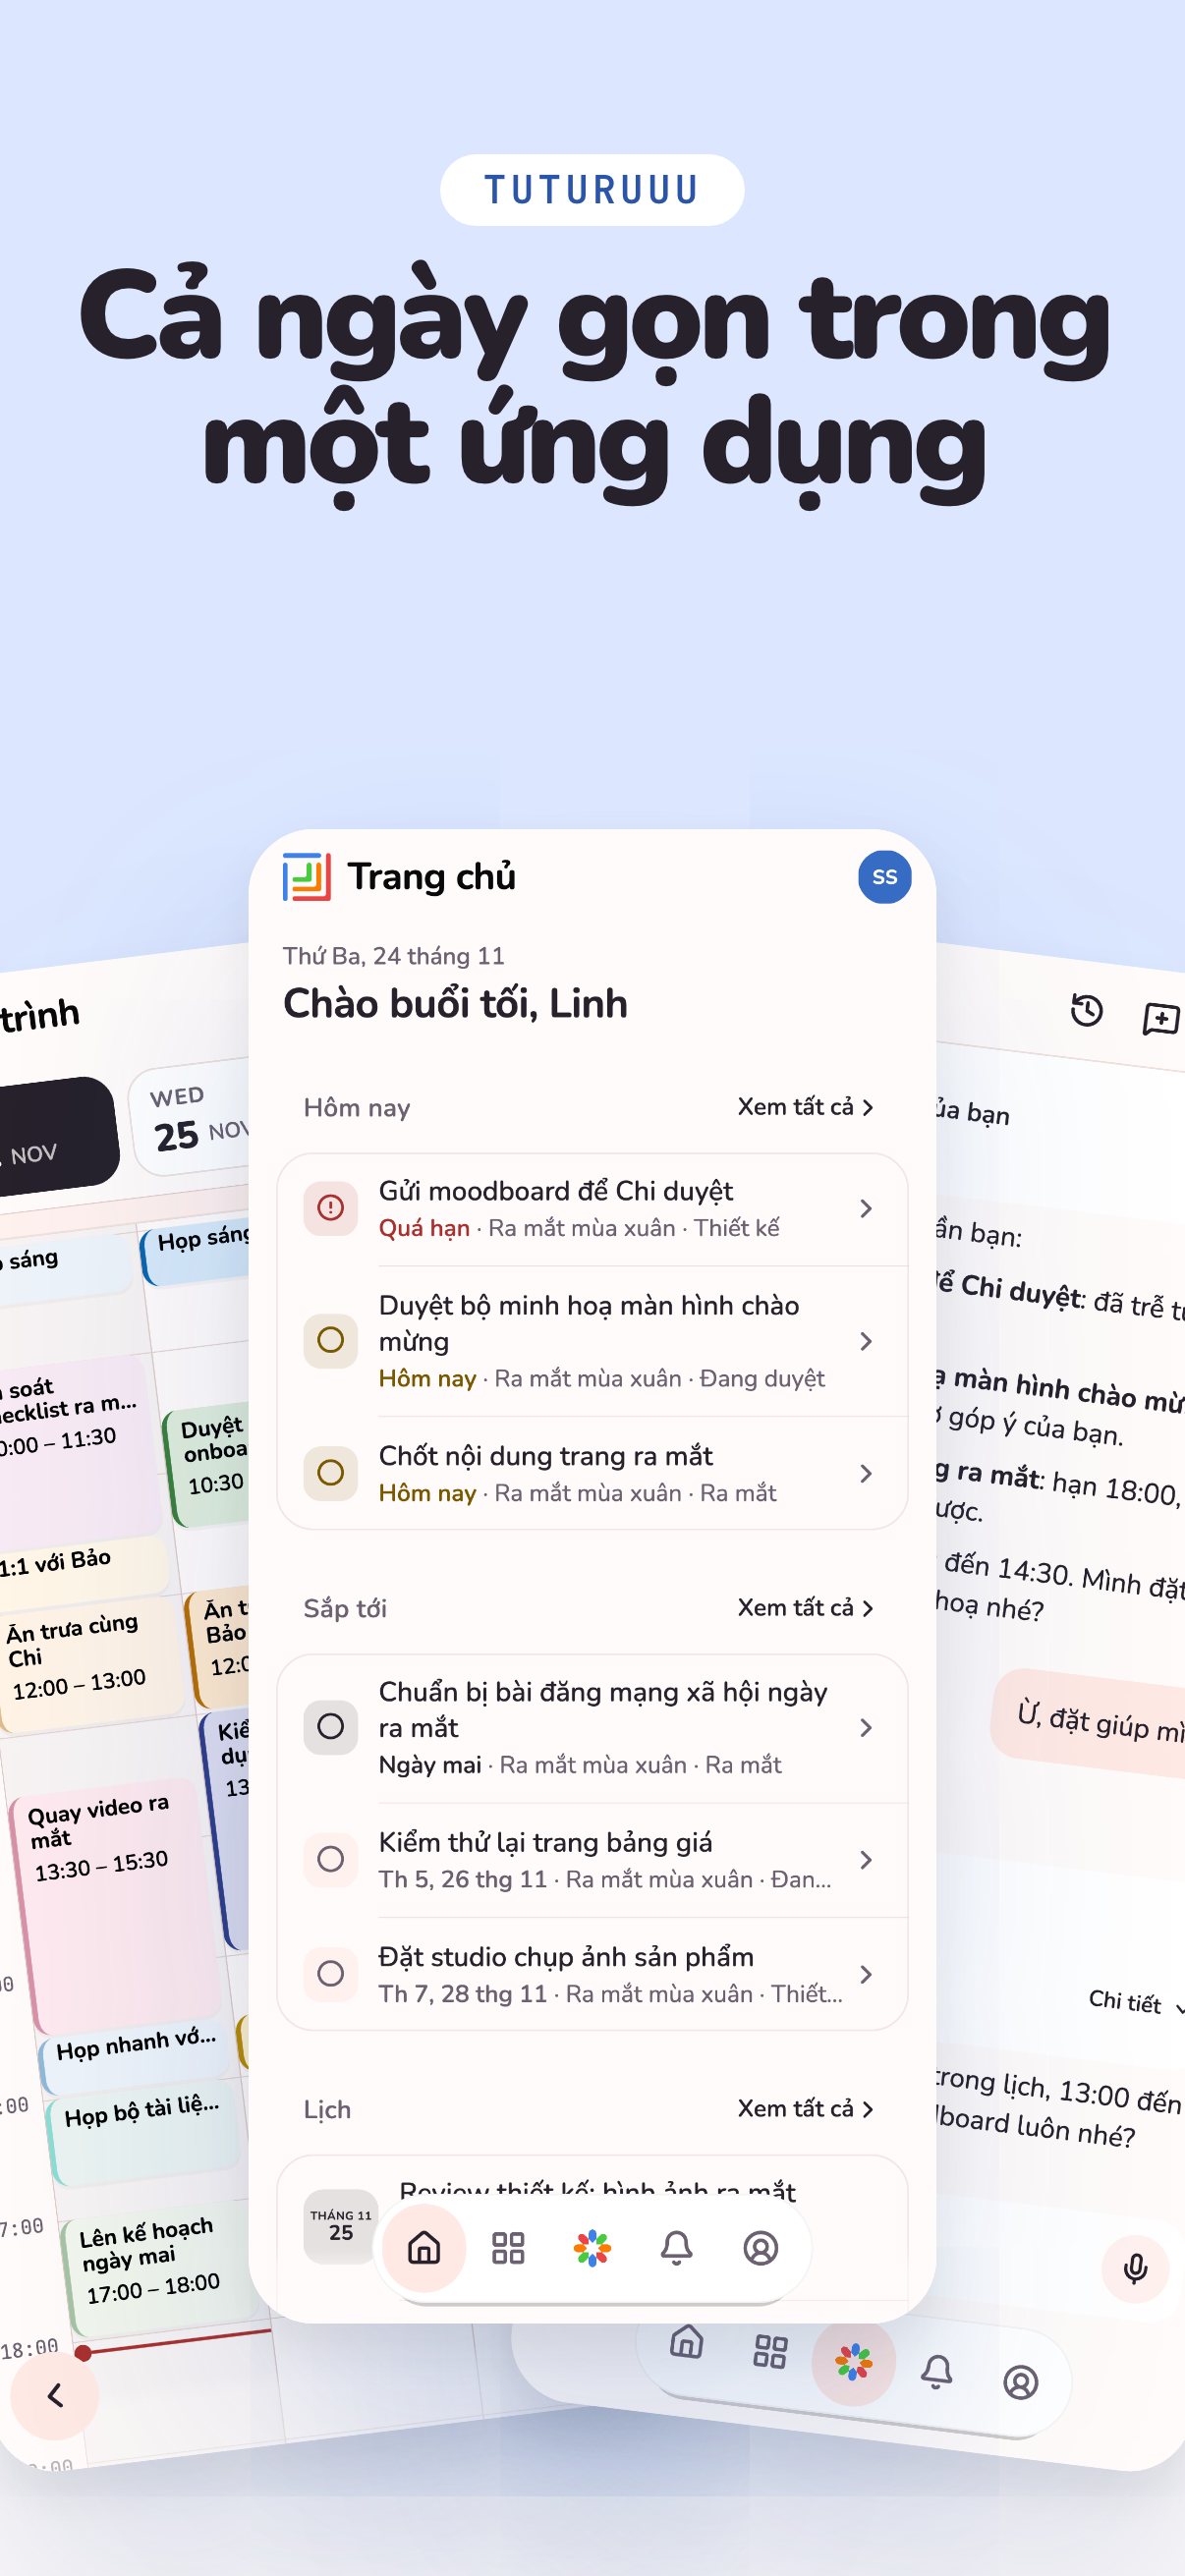 TUTURUUU
Cả ngày gọn trong
một ứng dụng
Trang chủ
SS
Thứ Ba, 24 tháng 11
Chào buổi tối, Linh
Hôm nay
Xem tất cả
Gửi moodboard để Chi duyệt
Quá hạn · Ra mắt mùa xuân · Thiết kế
Duyệt bộ minh hoạ màn hình chào
mừng
Hôm nay · Ra mắt mùa xuân · Đang duyệt
Chốt nội dung trang ra mắt
Hôm nay · Ra mắt mùa xuân · Ra mắt
Sắp tới
Xem tất cả
Chuẩn bị bài đăng mạng xã hội ngày
ra mắt
Ngày mai · Ra mắt mùa xuân · Ra mắt
Kiểm thử lại trang bảng giá
Th 5, 26 thg 11 · Ra mắt mùa xuân · Đan...
Đặt studio chụp ảnh sản phẩm
Th 7, 28 thg 11 · Ra mắt mùa xuân · Thiết...
Lịch
Xem tất cả
THÁNG 11
25
Review thiết kế: hình ảnh ra mắt
trình
NOV
WED
25 NOV
sáng
Họp sáng
soát
ra m...
– 11:30
1:1 với Bảo
Ăn trưa cùng
Chi
12:00 – 13:00
Quay video ra
mắt
13:30 – 15:30
Họp nhanh vớ...
Họp bộ tài liệ...
Lên kế hoạch
ngày mai
17:00 – 18:00
18:00
Duyệt
10:30
Bảo
bạn
bạn:
Chi duyệt: đã trễ
màn hình chào
góp ý của bạn.
ra mắt: hạn 18:00,
đến 14:30. Mình đặt
hoạ nhé?
Ừ, đặt giúp
Chi tiết
trong lịch, 13:00 đến
luôn nhé?